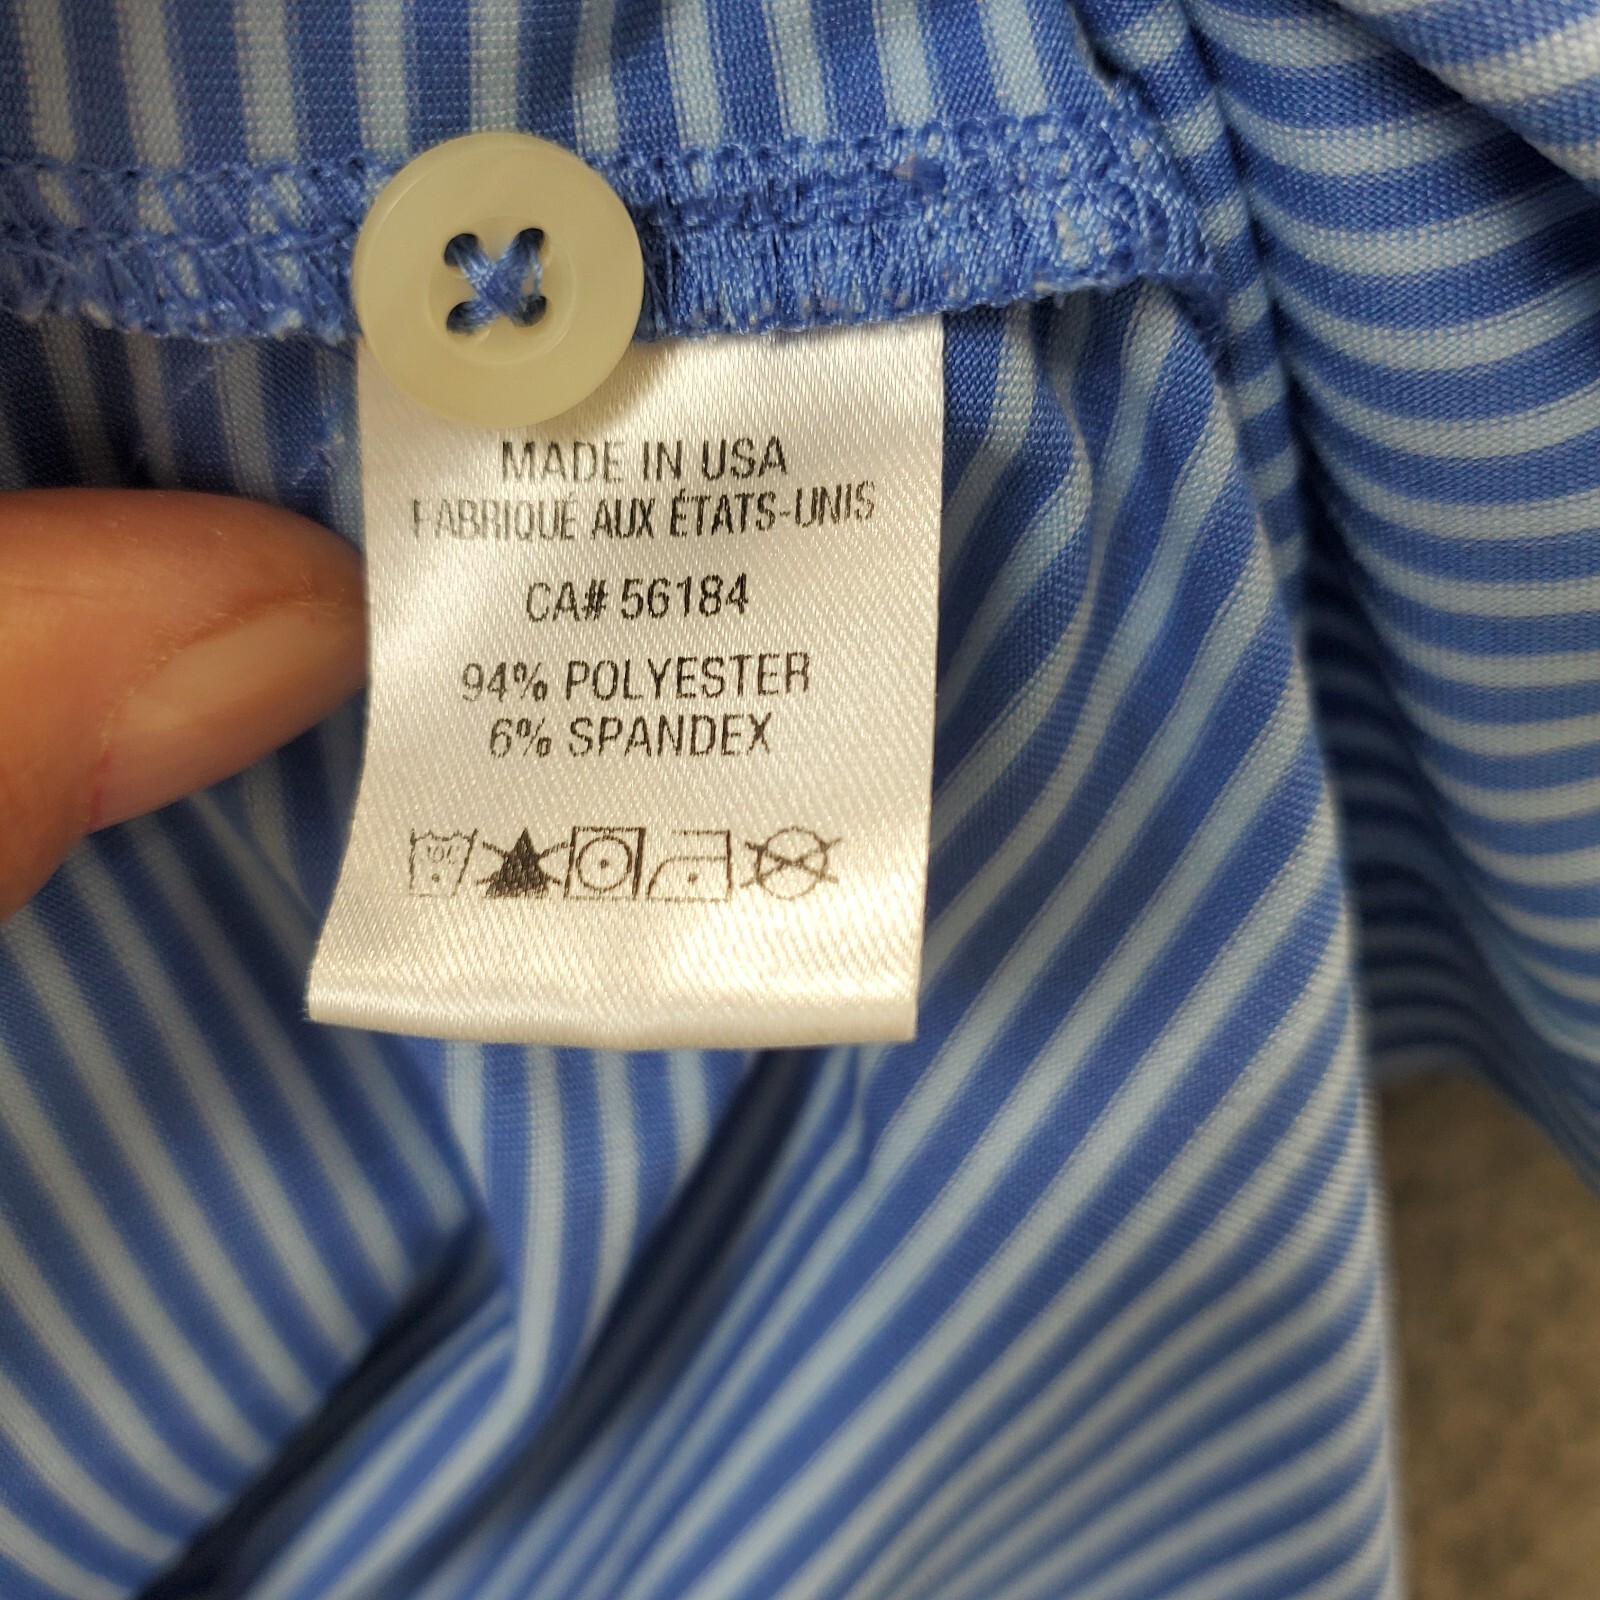 MADE IN USA
FABRIQUÉ AUX ÉTATS-UNIS
CA# 56184
94% POLYESTER
6% SPANDEX